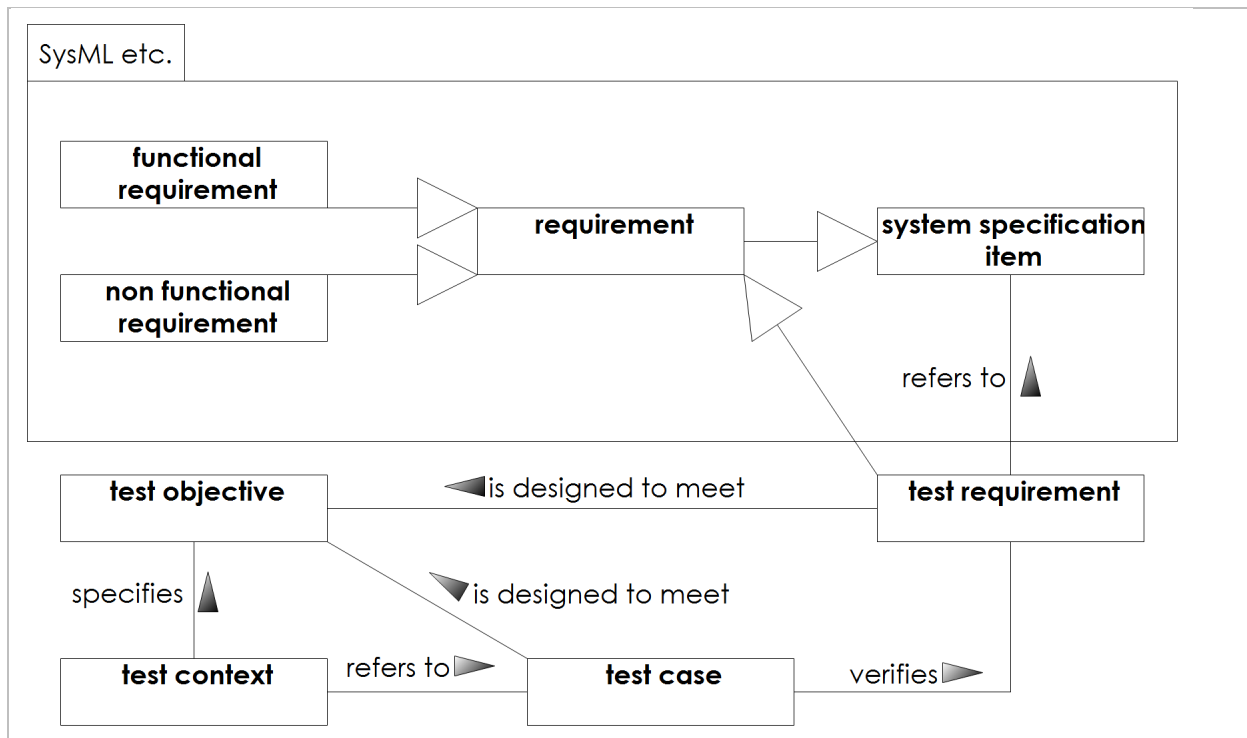 SysML etc.
functional
requirement
requirement
system specification
item
non functional
requirement
refers to
test objective
is designed to meet
test requirement
specifies
is designed to meet
test context
refers to
test case
verifies